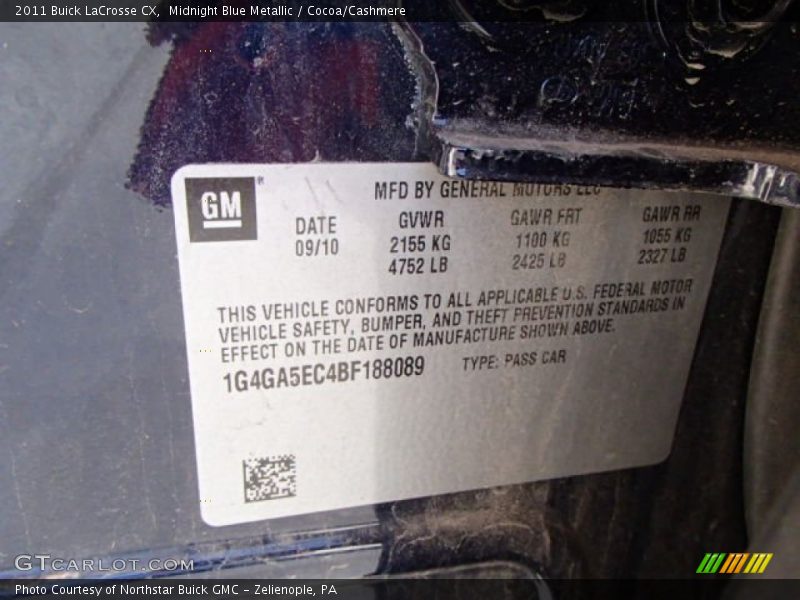 2011 Buick LaCrosse CX, Midnight Blue Metallic / Cocoa/Cashmere
GM
MFD BY GENERAL MOTORS LLC
DATE GVWR GAWR FRT GAWR RR
09/10 2155 KG 1100 KG 1055 KG
4752 LB 2425 LB 2327 LB
THIS VEHICLE CONFORMS TO ALL APPLICABLE U.S. FEDERAL MOTOR
VEHICLE SAFETY, BUMPER, AND THEFT PREVENTION STANDARDS IN
EFFECT ON THE DATE OF MANUFACTURE SHOWN ABOVE.
1G4GA5EC4BF188089 TYPE: PASS CAR
GTCARLOT.COM
Photo Courtesy of Northstar Buick GMC - Zelienople, PA